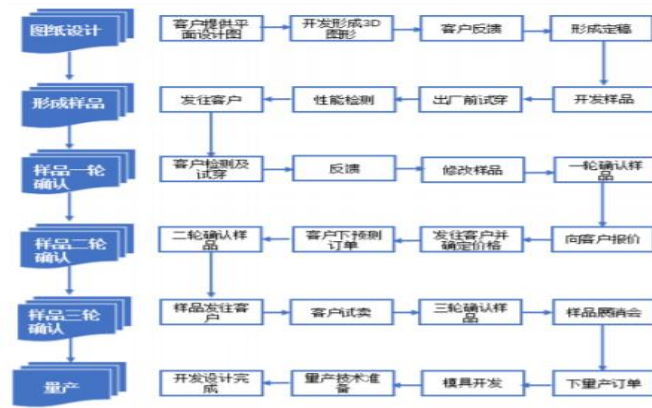 图纸设计
客户提供平
面设计图
开发形成3D
图形
客户反馈
形成定稿
形成样品
发往客户
性能检测
出厂前试穿
开发样品
样品一轮
确认
客户检测及
试穿
反馈
修改样品
一轮确认样
品
样品二轮
确认
二轮确认样
品
客户下预测
订单
发往客户并
确定价格
向客户报价
样品三轮
确认
样品发往客
户
客户试卖
三轮确认样
品
样品展销会
量产
开发设计完
成
量产技术准
备
模具开发
下量产订单